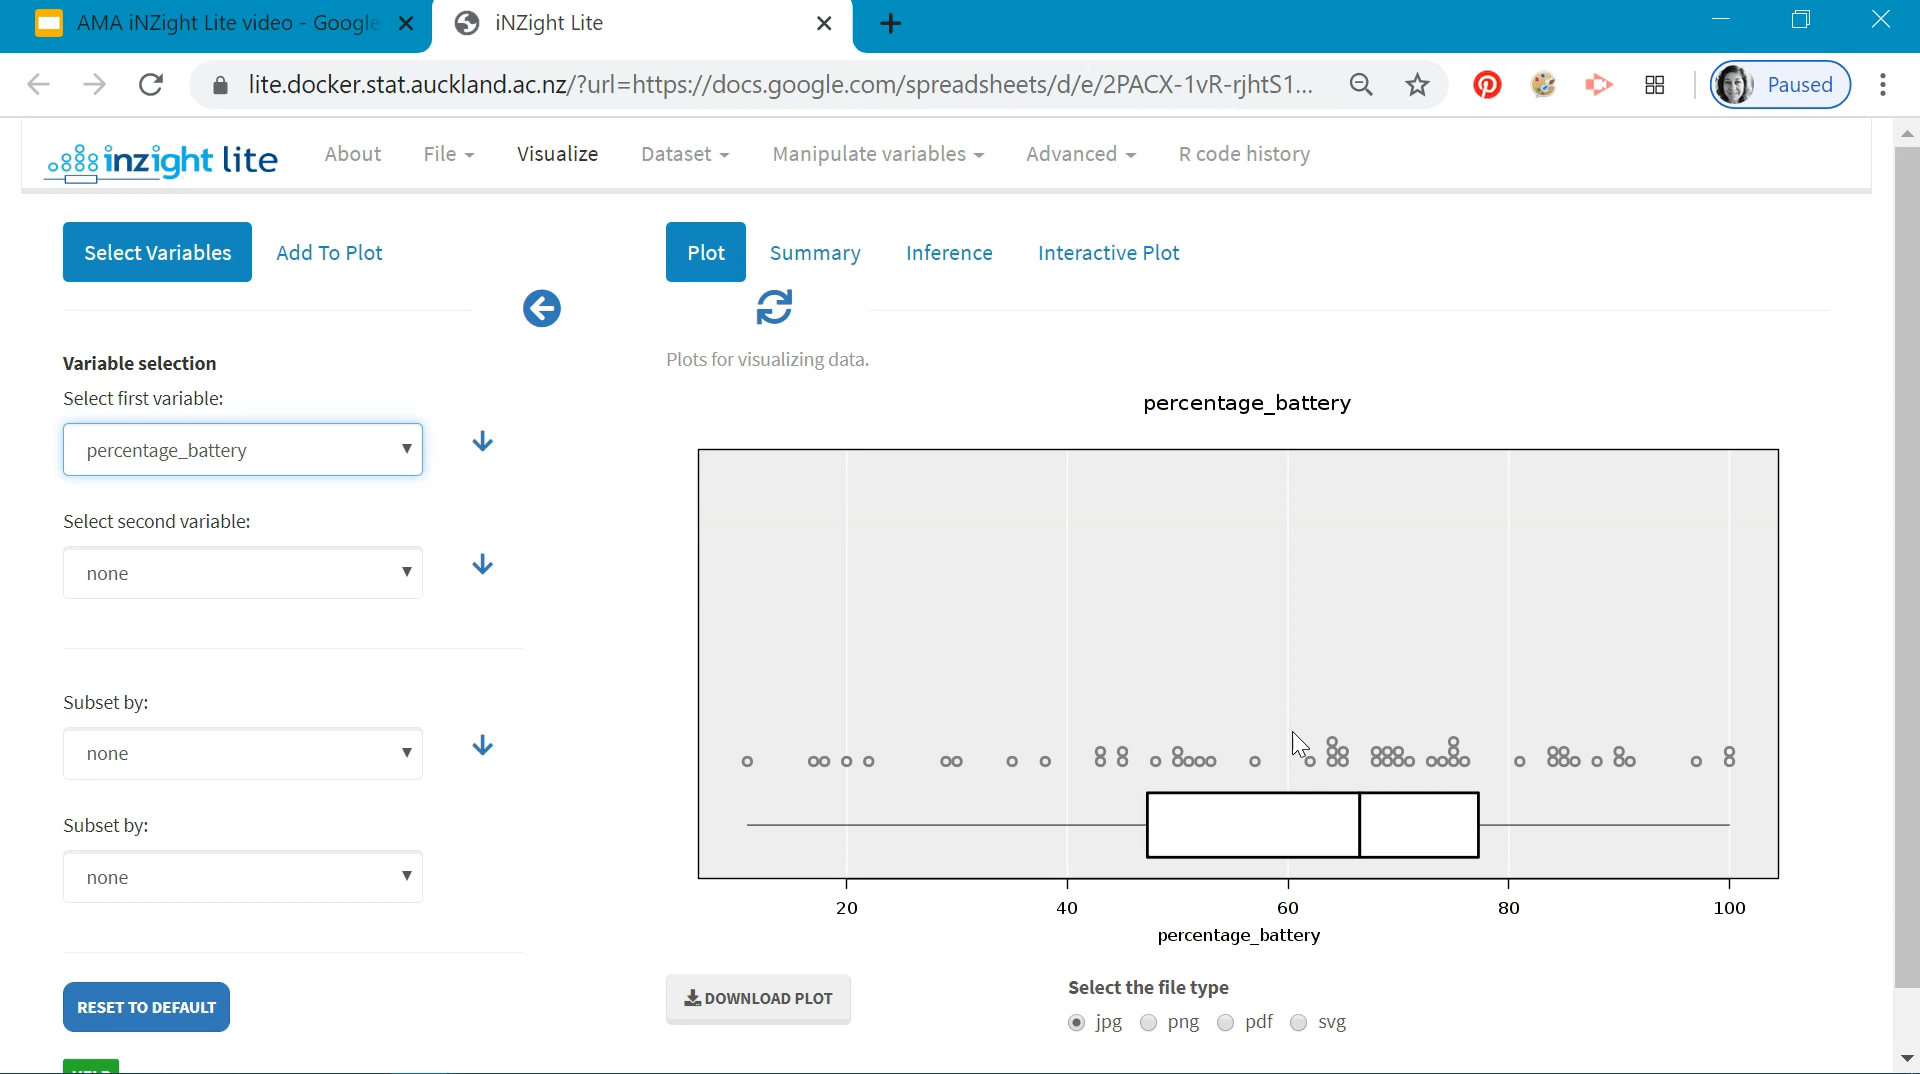 AMA iNZight Lite video - Google
iNZight Lite
lite.docker.stat.auckland.ac.nz/?url=https://docs.google.com/spreadsheets/d/e/2PACX-1vR-rjhtS1...
Paused
inzight lite
About
File
Visualize
Dataset
Manipulate variables
Advanced
R code history
Select Variables
Add To Plot
Plot
Summary
Inference
Interactive Plot
Variable selection
Select first variable:
percentage_battery
Select second variable:
none
Subset by:
none
Subset by:
none
RESET TO DEFAULT
HELP
Plots for visualizing data.
percentage_battery
20 40 60 80 100
percentage_battery
DOWNLOAD PLOT
Select the file type
jpg png pdf svg